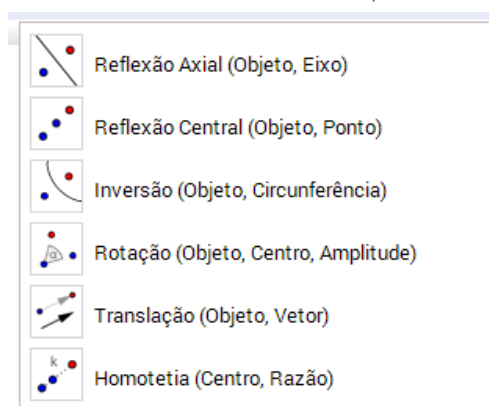 Reflexão Axial (Objeto, Eixo)
Reflexão Central (Objeto, Ponto)
Inversão (Objeto, Circunferência)
α
Rotação (Objeto, Centro, Amplitude)
Translação (Objeto, Vetor)
k
Homotetia (Centro, Razão)